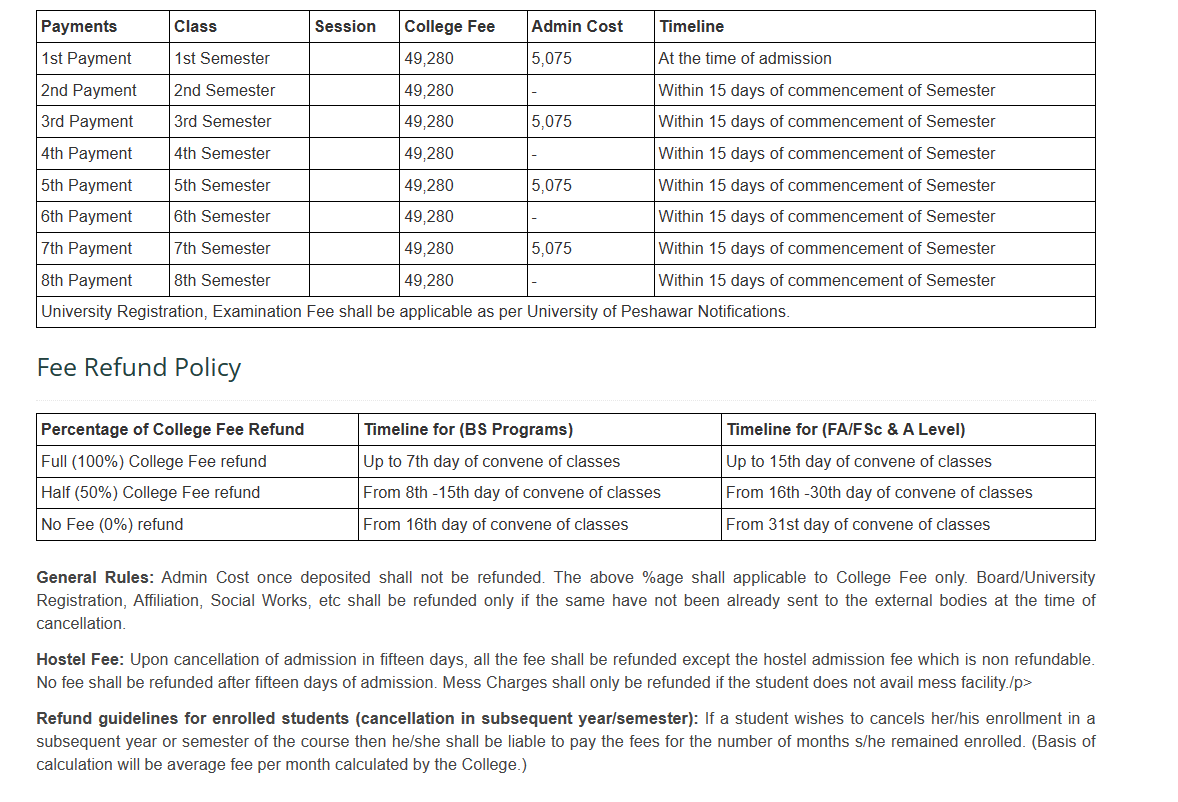 Payments Class Session College Fee Admin Cost Timeline
1st Payment 1st Semester 49,280 5,075 At the time of admission
2nd Payment 2nd Semester 49,280 - Within 15 days of commencement of Semester
3rd Payment 3rd Semester 49,280 5,075 Within 15 days of commencement of Semester
4th Payment 4th Semester 49,280 - Within 15 days of commencement of Semester
5th Payment 5th Semester 49,280 5,075 Within 15 days of commencement of Semester
6th Payment 6th Semester 49,280 - Within 15 days of commencement of Semester
7th Payment 7th Semester 49,280 5,075 Within 15 days of commencement of Semester
8th Payment 8th Semester 49,280 - Within 15 days of commencement of Semester
University Registration, Examination Fee shall be applicable as per University of Peshawar Notifications.
Fee Refund Policy
Percentage of College Fee Refund Timeline for (BS Programs) Timeline for (FA/FSc & A Level)
Full (100%) College Fee refund Up to 7th day of convene of classes Up to 15th day of convene of classes
Half (50%) College Fee refund From 8th -15th day of convene of classes From 16th -30th day of convene of classes
No Fee (0%) refund From 16th day of convene of classes From 31st day of convene of classes
General Rules: Admin Cost once deposited shall not be refunded. The above %age shall applicable to College Fee only. Board/University
Registration, Affiliation, Social Works, etc shall be refunded only if the same have not been already sent to the external bodies at the time of
cancellation.
Hostel Fee: Upon cancellation of admission in fifteen days, all the fee shall be refunded except the hostel admission fee which is non refundable.
No fee shall be refunded after fifteen days of admission. Mess Charges shall only be refunded if the student does not avail mess facility./p>
Refund guidelines for enrolled students (cancellation in subsequent year/semester): If a student wishes to cancels her/his enrollment in a
subsequent year or semester of the course then he/she shall be liable to pay the fees for the number of months s/he remained enrolled. (Basis of
calculation will be average fee per month calculated by the College.)